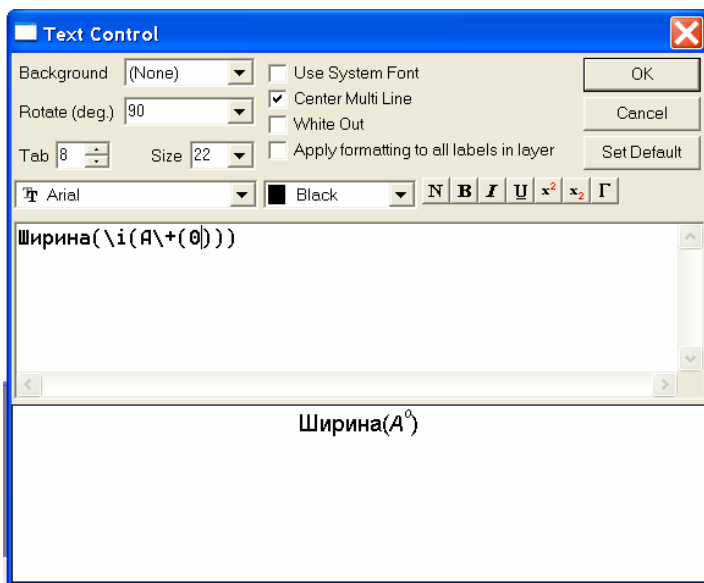 Text Control
Background (None) Use System Font OK
Center Multi Line
Rotate (deg.) 90 Cancel
White Out
Tab 8 Size 22 Apply formatting to all labels in layer Set Default
Arial Black N B I U x² x₂ Γ
Ширина(\i(A\+(0)))
Ширина(A⁰)